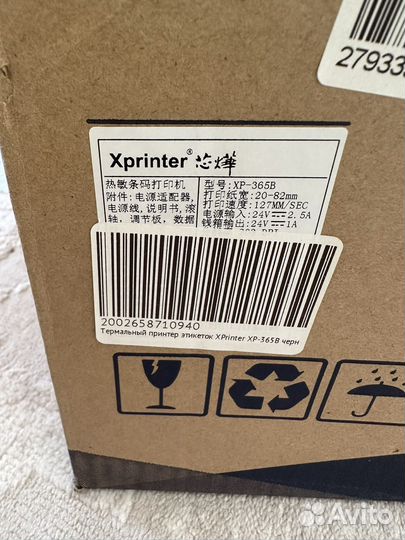 27933
Xprinter® 芯烨
热敏条码打印机
附件: 电源适配器,
电源线, 说明书, 滚
轴, 调节板, 数据
型号: XP-365B
打印纸宽: 20-82mm
打印速度: 127MM/SEC
电源输入: 24V⎓2.5A
钱箱输出: 24V⎓1A
2002658710940
Термальный принтер этикеток XPrinter XP-365B черн
Avito